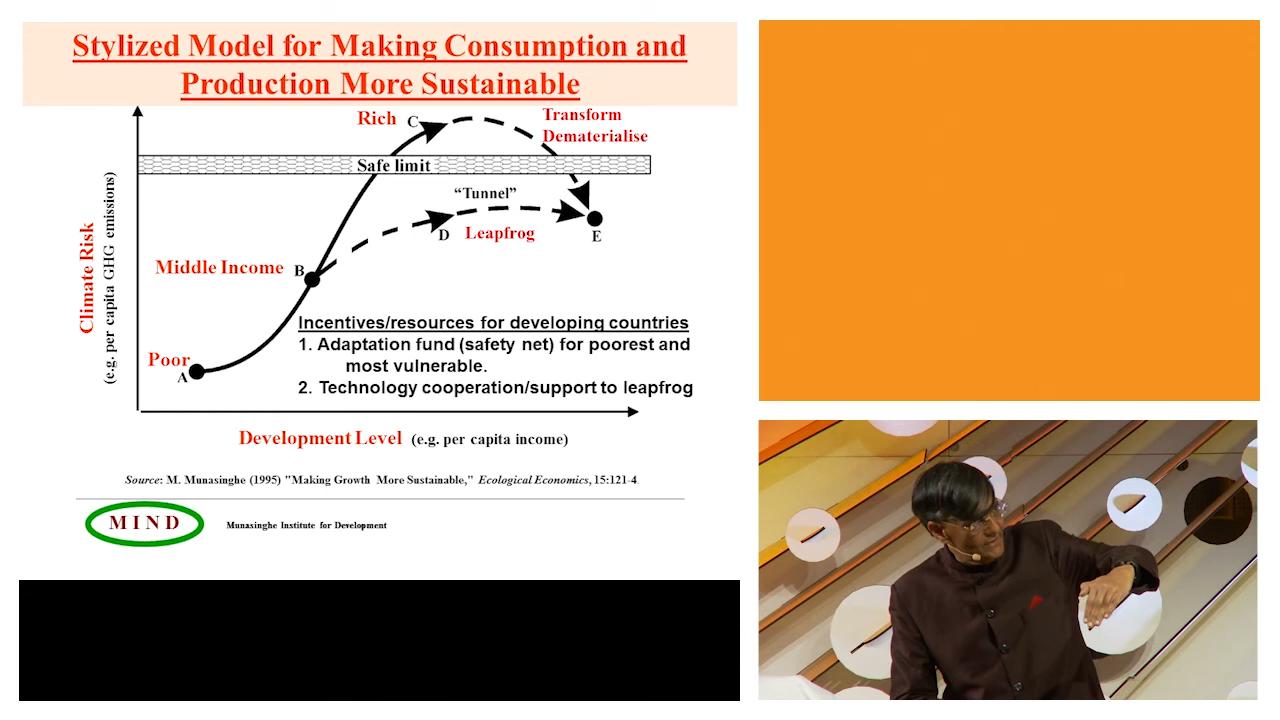 Stylized Model for Making Consumption and
Production More Sustainable
Rich C
Transform
Dematerialise
Safe limit
“Tunnel”
D Leapfrog
E
Middle Income B
Poor
A
Climate Risk
(e.g. per capita GHG emissions)
Incentives/resources for developing countries
1. Adaptation fund (safety net) for poorest and
most vulnerable.
2. Technology cooperation/support to leapfrog
Development Level (e.g. per capita income)
Source: M. Munasinghe (1995) "Making Growth More Sustainable," Ecological Economics, 15:121-4.
M I N D
Munasinghe Institute for Development